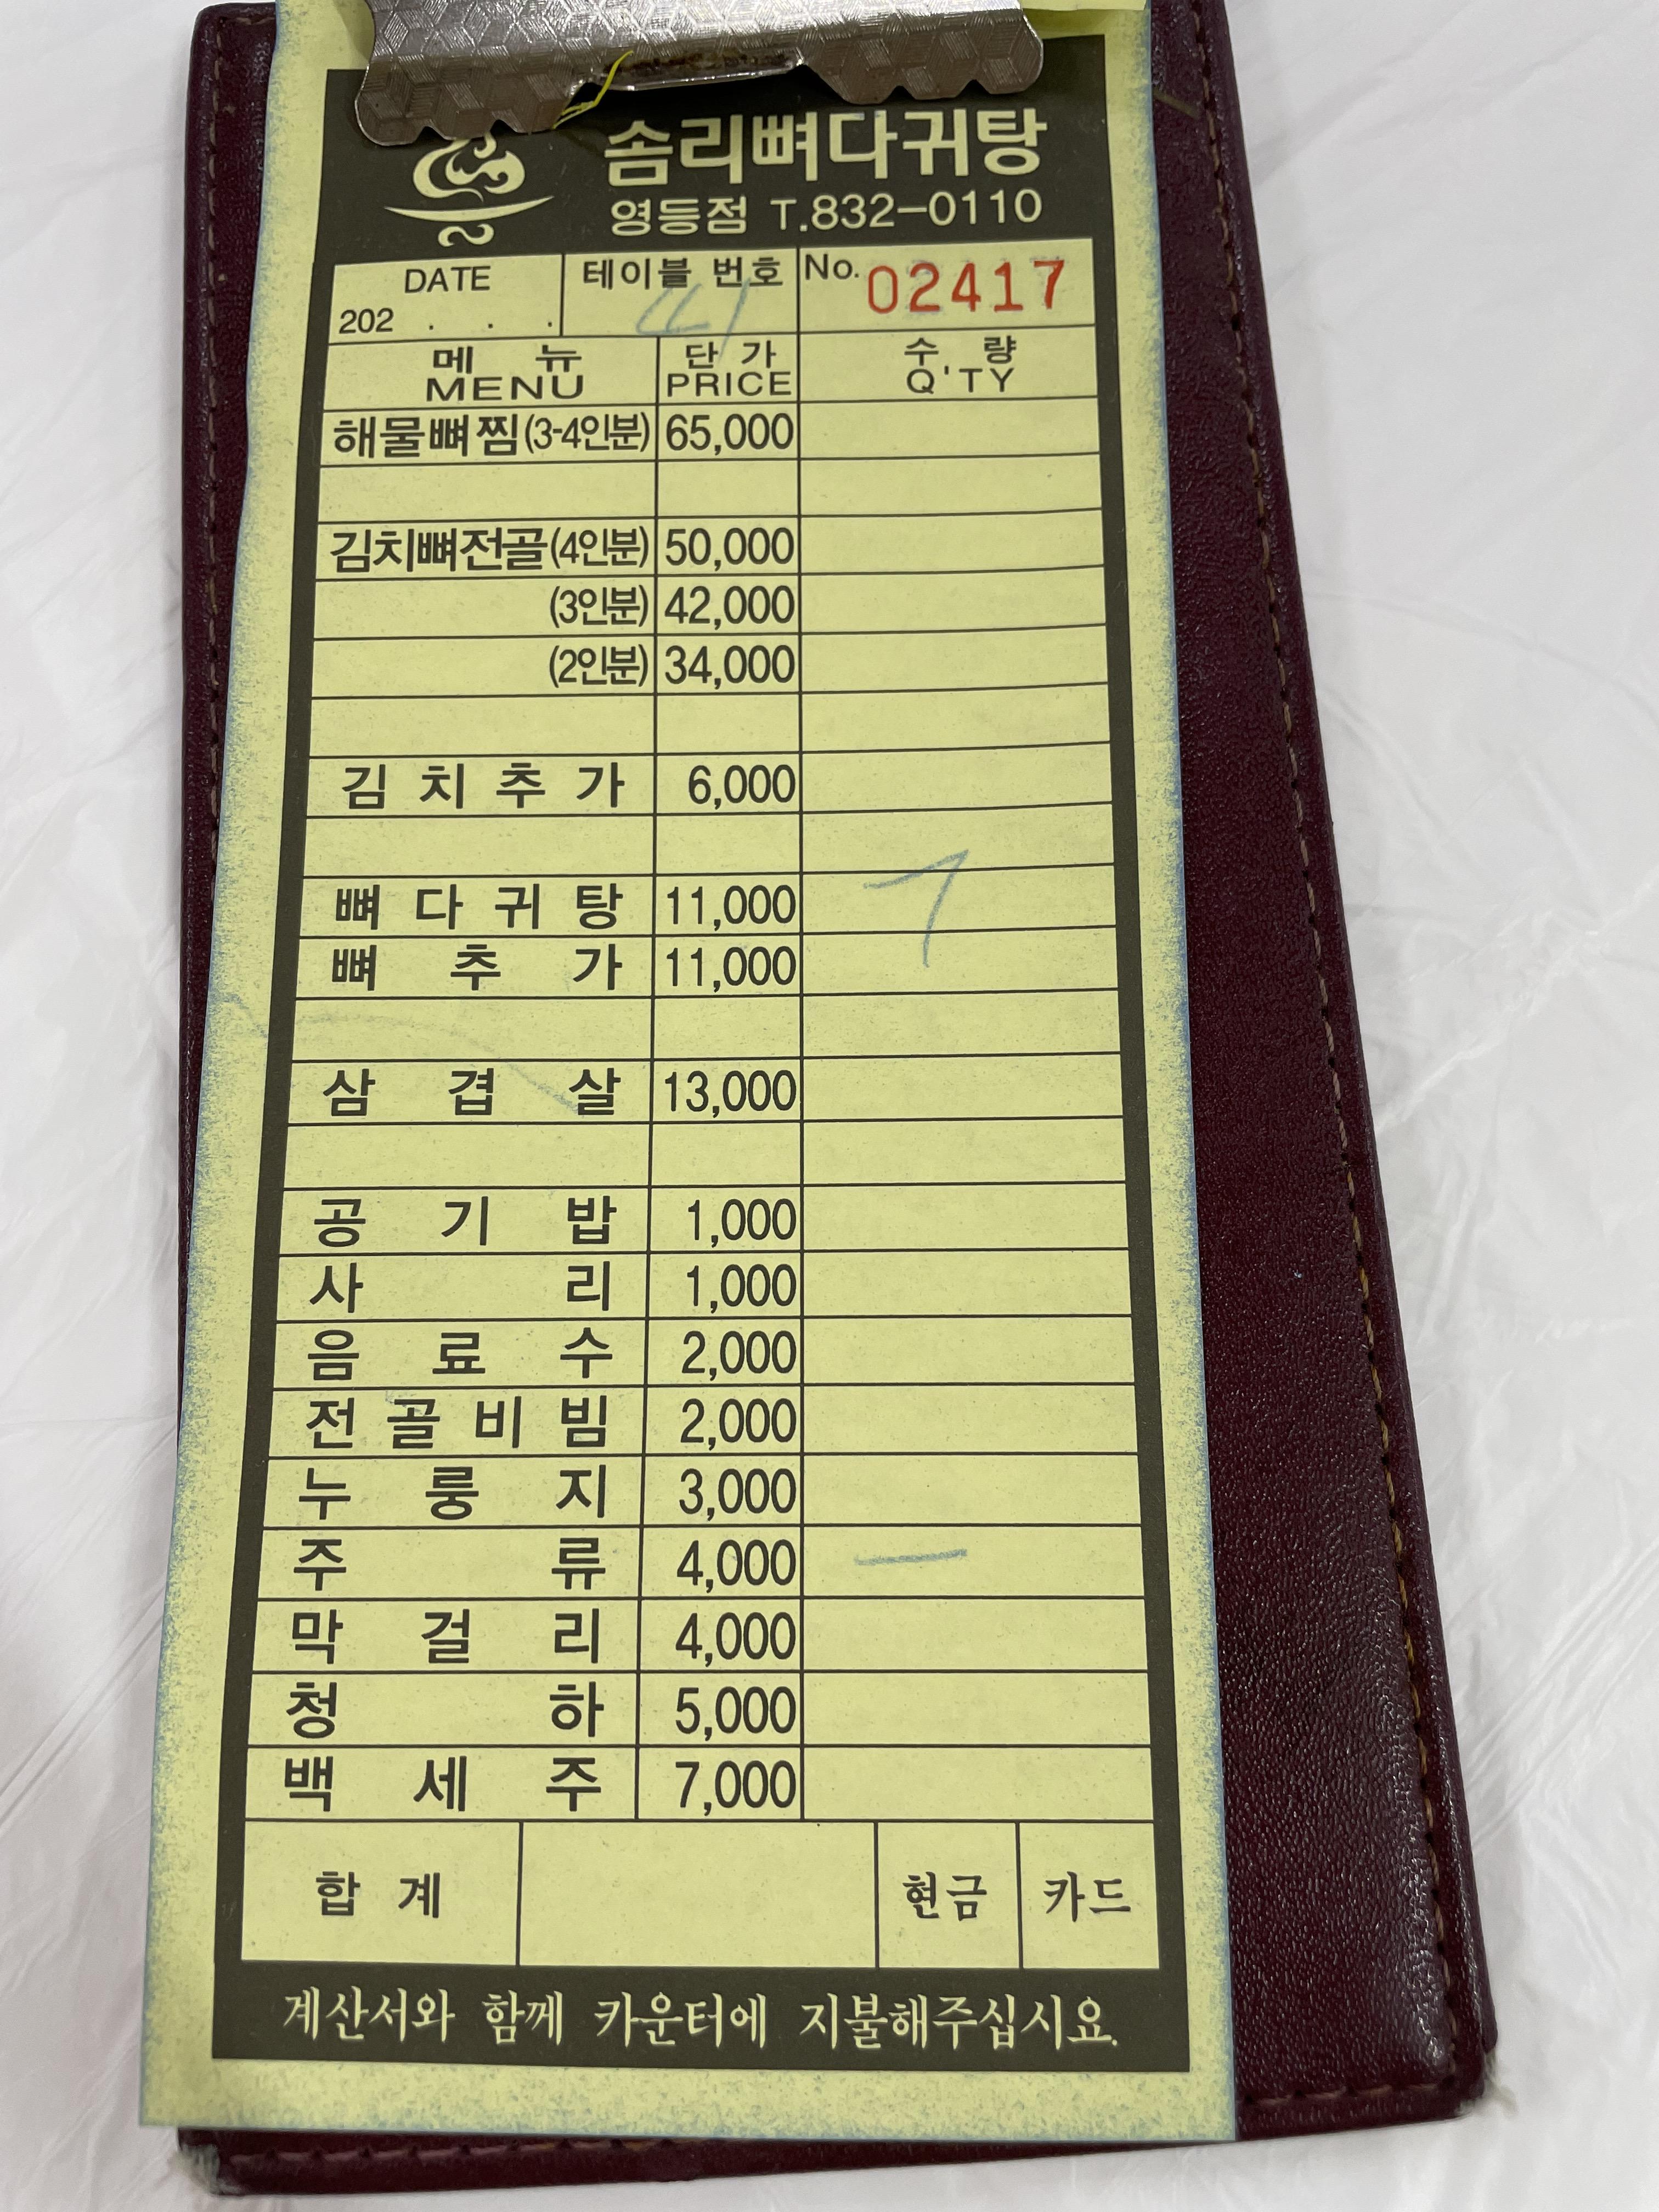 솜리뼈다귀탕
영등점 T.832-0110
DATE 테이블 번호 No. 02417
202 . . . 41
메뉴 단가 수량
MENU PRICE Q'TY
해물뼈찜(3-4인분) 65,000
김치뼈전골(4인분) 50,000
(3인분) 42,000
(2인분) 34,000
김치추가 6,000
뼈다귀탕 11,000 7
뼈추가 11,000
삼겹살 13,000
공기밥 1,000
사리 1,000
음료수 2,000
전골비빔 2,000
누룽지 3,000
주류 4,000 ―
막걸리 4,000
청하 5,000
백세주 7,000
합계 현금 카드
계산서와 함께 카운터에 지불해주십시요.